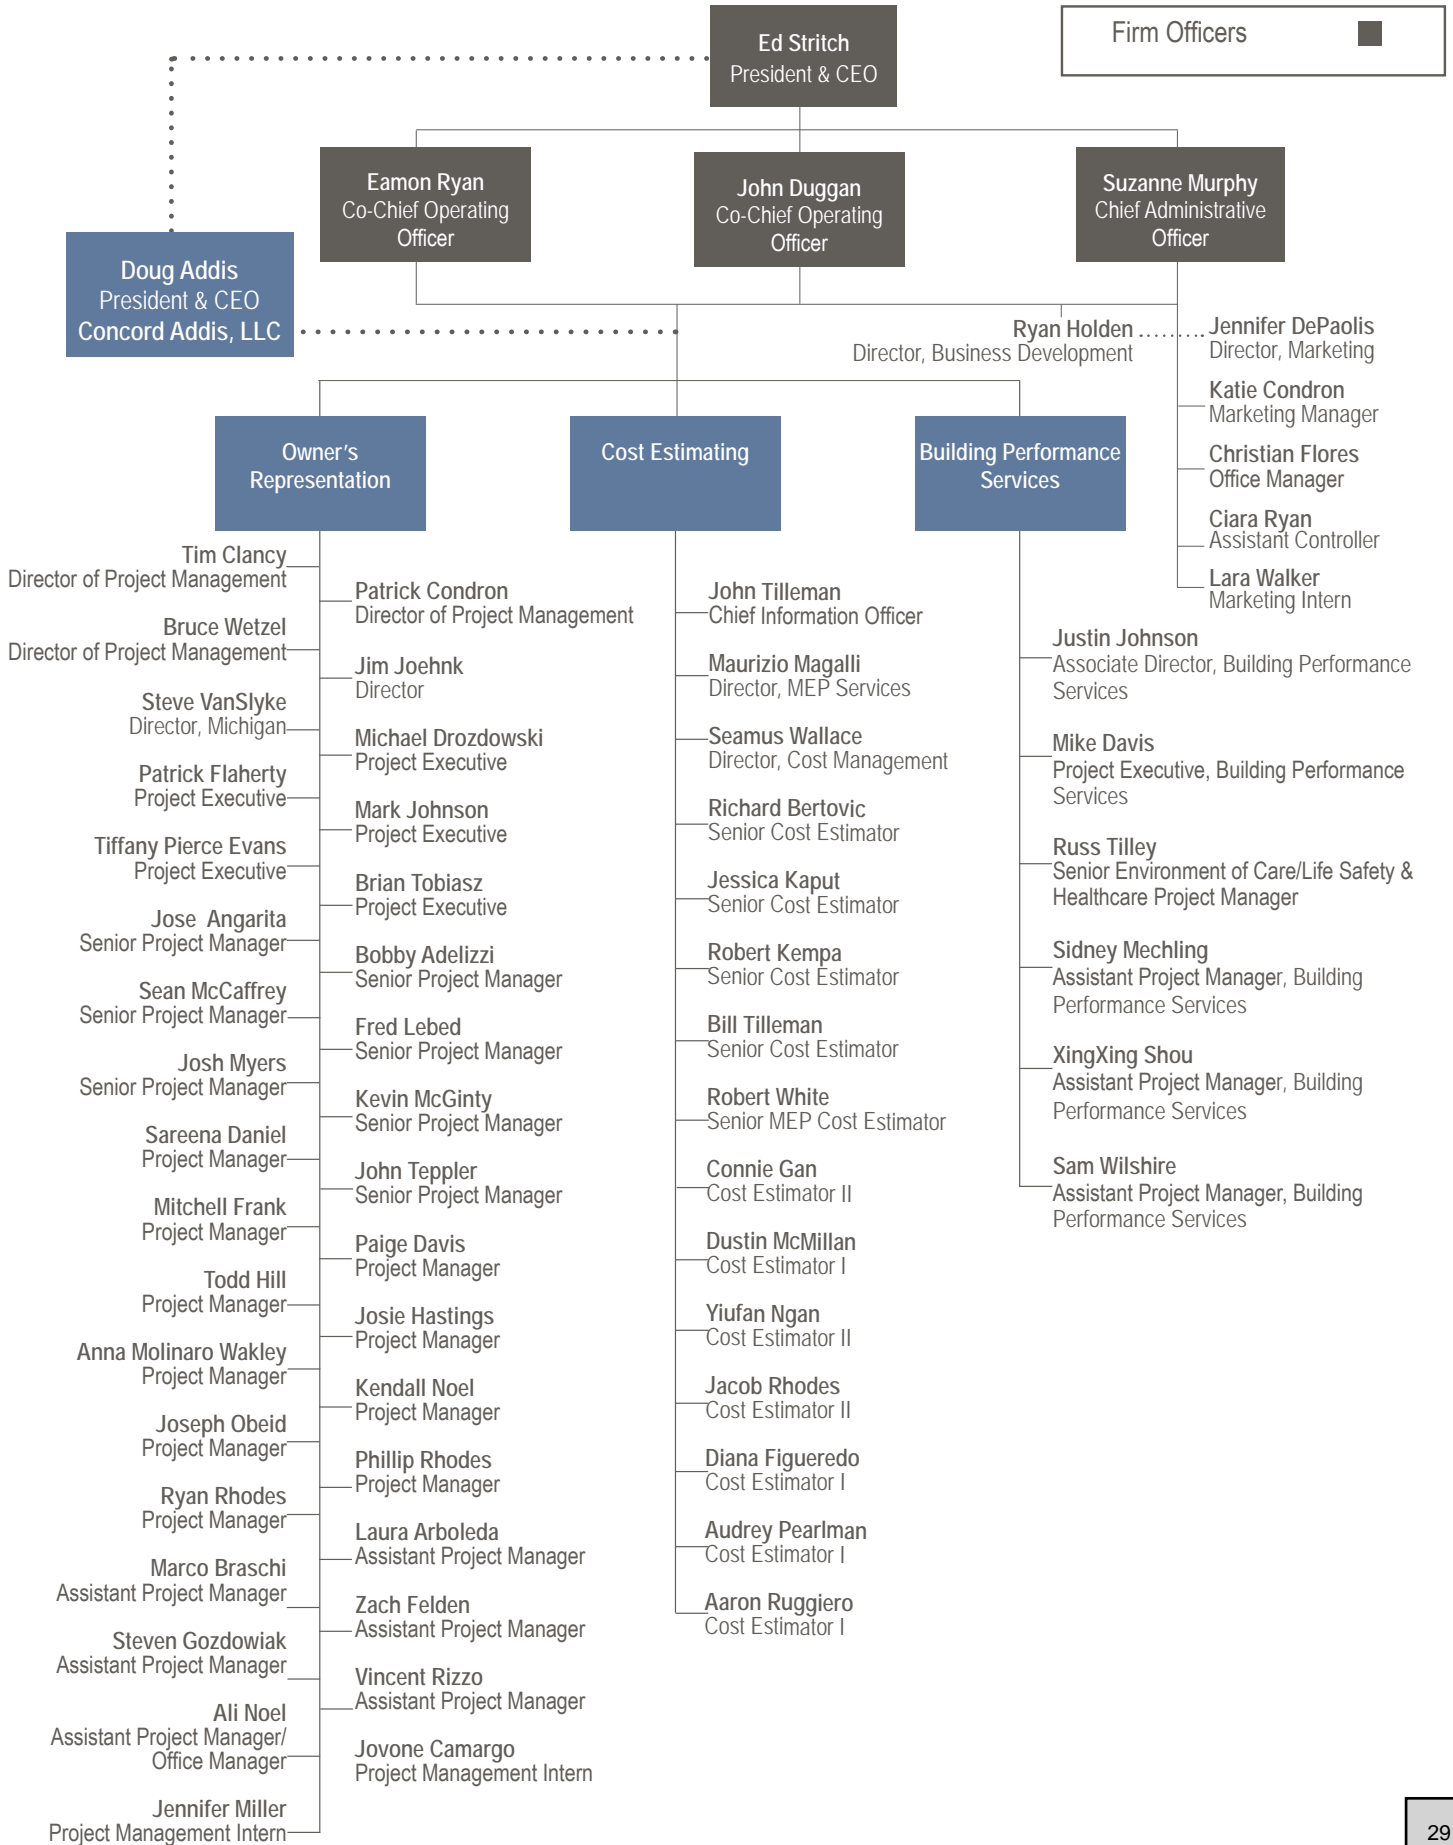 Ed Stritch
President & CEO
Firm Officers
Eamon Ryan
Co-Chief Operating
Officer
John Duggan
Co-Chief Operating
Officer
Suzanne Murphy
Chief Administrative
Officer
Doug Addis
President & CEO
Concord Addis, LLC
Ryan Holden
Director, Business Development
Jennifer DePaolis
Director, Marketing
Katie Condron
Marketing Manager
Christian Flores
Office Manager
Ciara Ryan
Assistant Controller
Lara Walker
Marketing Intern
Owner's
Representation
Tim Clancy
Director of Project Management
Bruce Wetzel
Director of Project Management
Steve VanSlyke
Director, Michigan
Patrick Flaherty
Project Executive
Tiffany Pierce Evans
Project Executive
Jose Angarita
Senior Project Manager
Sean McCaffrey
Senior Project Manager
Josh Myers
Senior Project Manager
Sareena Daniel
Project Manager
Mitchell Frank
Project Manager
Todd Hill
Project Manager
Anna Molinaro Wakley
Project Manager
Joseph Obeid
Project Manager
Ryan Rhodes
Project Manager
Marco Braschi
Assistant Project Manager
Steven Gozdowiak
Assistant Project Manager
Ali Noel
Assistant Project Manager/
Office Manager
Jennifer Miller
Project Management Intern
Patrick Condron
Director of Project Management
Jim Joehnk
Director
Michael Drozdowski
Project Executive
Mark Johnson
Project Executive
Brian Tobiasz
Project Executive
Bobby Adelizzi
Senior Project Manager
Fred Lebed
Senior Project Manager
Kevin McGinty
Senior Project Manager
John Teppler
Senior Project Manager
Paige Davis
Project Manager
Josie Hastings
Project Manager
Kendall Noel
Project Manager
Phillip Rhodes
Project Manager
Laura Arboleda
Assistant Project Manager
Zach Felden
Assistant Project Manager
Vincent Rizzo
Assistant Project Manager
Jovone Camargo
Project Management Intern
Cost Estimating
John Tilleman
Chief Information Officer
Maurizio Magalli
Director, MEP Services
Seamus Wallace
Director, Cost Management
Richard Bertovic
Senior Cost Estimator
Jessica Kaput
Senior Cost Estimator
Robert Kempa
Senior Cost Estimator
Bill Tilleman
Senior Cost Estimator
Robert White
Senior MEP Cost Estimator
Connie Gan
Cost Estimator II
Dustin McMillan
Cost Estimator I
Yiufan Ngan
Cost Estimator II
Jacob Rhodes
Cost Estimator II
Diana Figueredo
Cost Estimator I
Audrey Pearlman
Cost Estimator I
Aaron Ruggiero
Cost Estimator I
Building Performance
Services
Justin Johnson
Associate Director, Building Performance
Services
Mike Davis
Project Executive, Building Performance
Services
Russ Tilley
Senior Environment of Care/Life Safety &
Healthcare Project Manager
Sidney Mechling
Assistant Project Manager, Building
Performance Services
XingXing Shou
Assistant Project Manager, Building
Performance Services
Sam Wilshire
Assistant Project Manager, Building
Performance Services
29